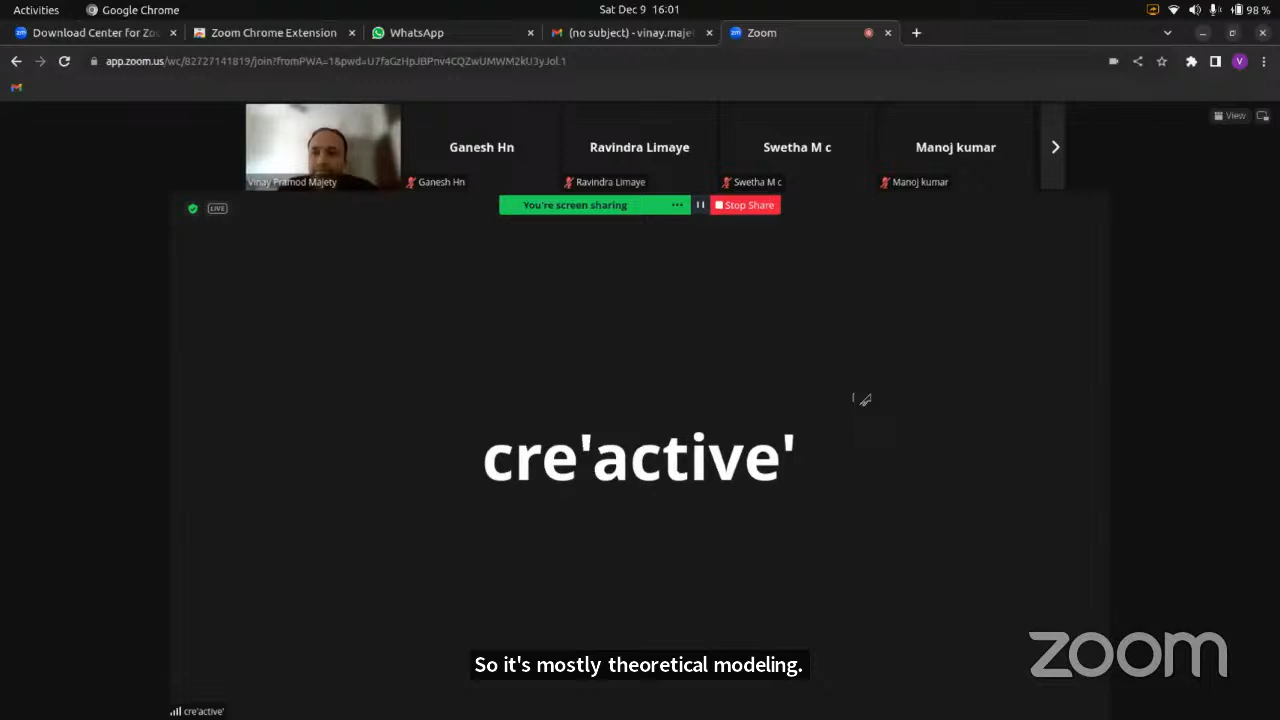 Activities
Google Chrome
Sat Dec 9 16:01
98 %
Download Center for Zo
Zoom Chrome Extension
WhatsApp
(no subject) - vinay.maje
Zoom
app.zoom.us/wc/82727141819/join?fromPWA=1&pwd=U7faGzHpJBPnv4CQZwUMWM2kU3yJol.1
V
View
Ganesh Hn
Ravindra Limaye
Swetha M c
Manoj kumar
Vinay Pramod Majety
Ganesh Hn
Ravindra Limaye
Swetha M c
Manoj kumar
LIVE
You're screen sharing
Stop Share
cre'active'
So it's mostly theoretical modeling.
zoom
cre'active'